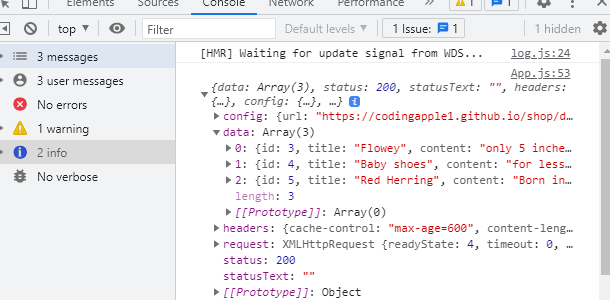 Elements Console Sources Performance 1 1
top Filter Default levels 1 Issue: 1 1 hidden
3 messages
3 user messages
No errors
1 warning
2 info
No verbose
[HMR] Waiting for update signal from WDS... log.js:24
App.js:53
{data: Array(3), status: 200, statusText: "", headers:
{…}, config: {…}, …} i
config: {url: "https://codingapple1.github.io/shop/d…
data: Array(3)
0: {id: 3, title: "Flowey", content: "only 5 inche…
1: {id: 4, title: "Baby shoes", content: "for less…
2: {id: 5, title: "Red Herring", content: "Born in…
length: 3
[[Prototype]]: Array(0)
headers: {cache-control: "max-age=600", content-leng…
request: XMLHttpRequest {readyState: 4, timeout: 0, …
status: 200
statusText: ""
[[Prototype]]: Object